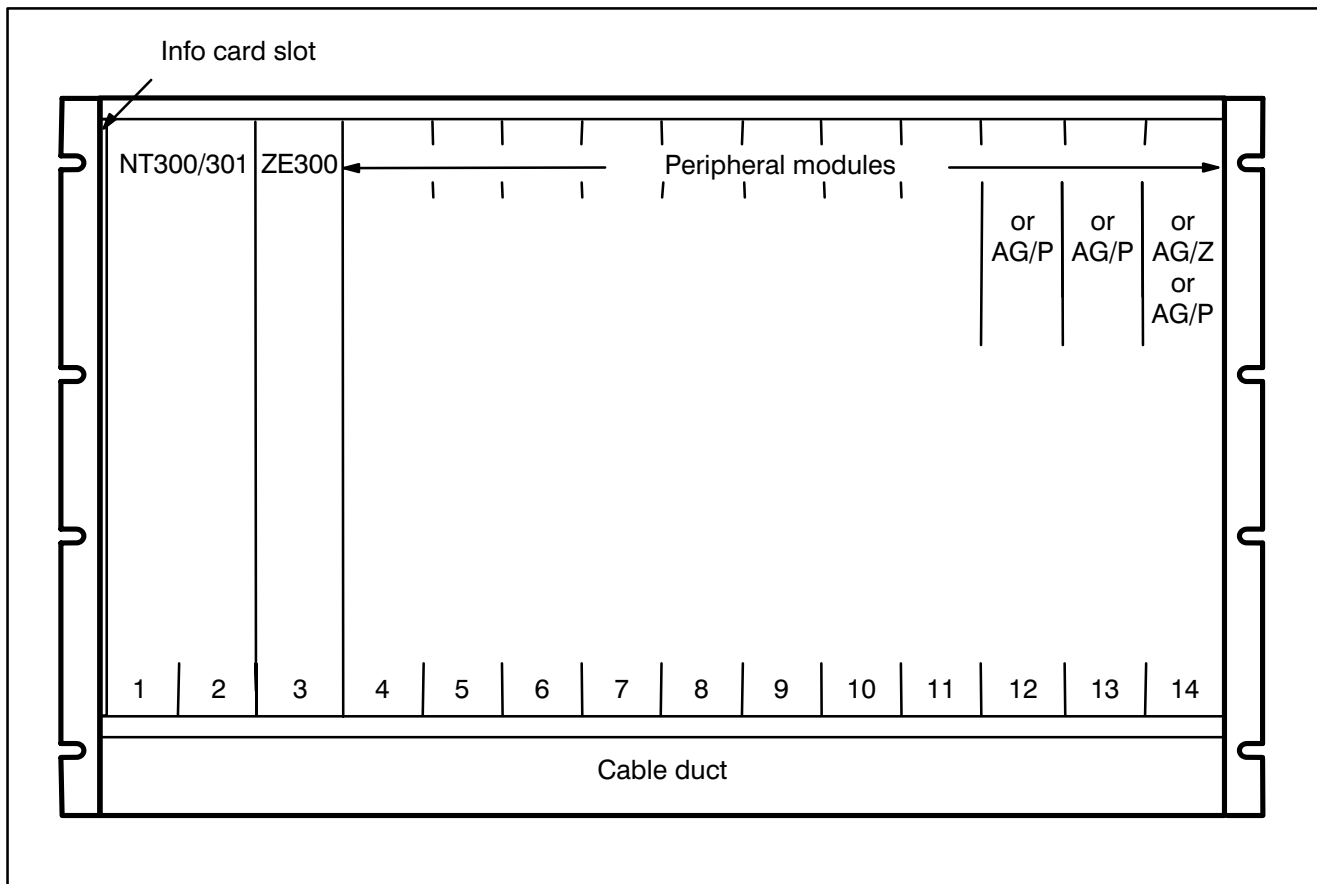 Info card slot
NT300/301 ZE300 Peripheral modules
or or or
AG/P AG/P AG/Z
or
AG/P
1 2 3 4 5 6 7 8 9 10 11 12 13 14
Cable duct